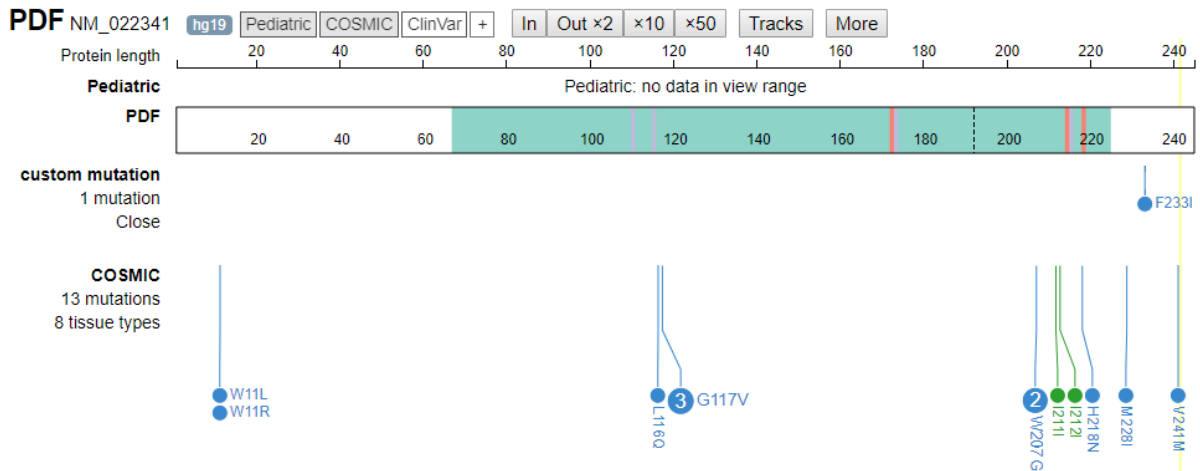 PDF NM_022341 hg19 Pediatric COSMIC ClinVar + In Out ×2 ×10 ×50 Tracks More
Protein length 20 40 60 80 100 120 140 160 180 200 220 240
Pediatric Pediatric: no data in view range
PDF
20 40 60 80 100 120 140 160 180 200 220 240
custom mutation
1 mutation
Close
F233I
COSMIC
13 mutations
8 tissue types
W11L
W11R
L116Q
3 G117V
2 W207G
I211I
I212I
H218N
M228I
V241M